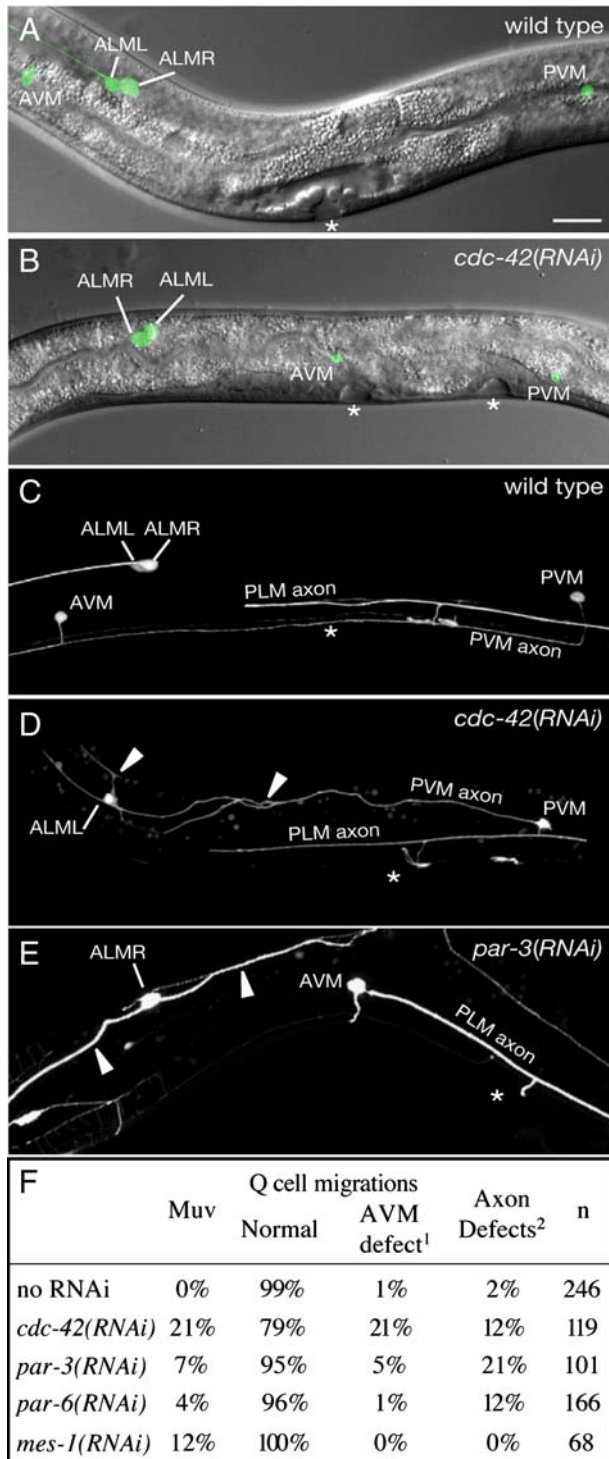 A
wild type
ALML
ALMR
AVM
PVM
*
B
cdc-42(RNAi)
ALMR
ALML
AVM
PVM
*
*
C
wild type
ALML
ALMR
AVM
PLM axon
PVM
*
PVM axon
D
cdc-42(RNAi)
ALML
PVM axon
PVM
PLM axon
*
E
par-3(RNAi)
ALMR
AVM
PLM axon
*
F
Q cell migrations
Muv Normal AVM defect¹ Axon Defects² n
no RNAi 0% 99% 1% 2% 246
cdc-42(RNAi) 21% 79% 21% 12% 119
par-3(RNAi) 7% 95% 5% 21% 101
par-6(RNAi) 4% 96% 1% 12% 166
mes-1(RNAi) 12% 100% 0% 0% 68